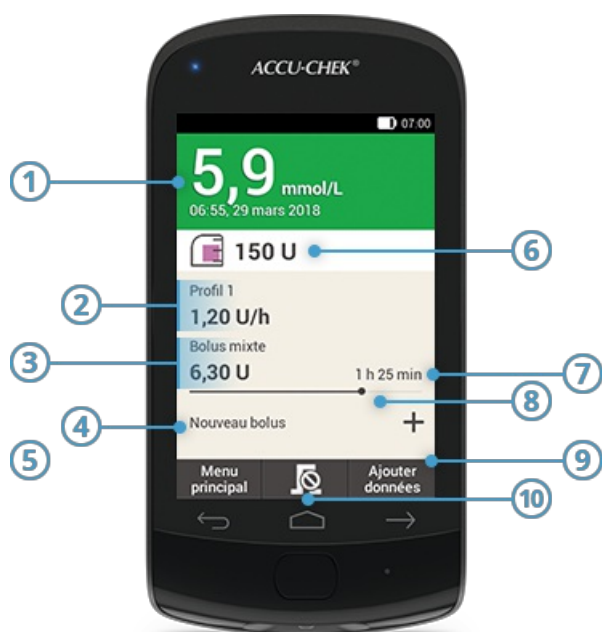 ACCU-CHEK®
07:00
5,9 mmol/L
06:55, 29 mars 2018
150 U
Profil 1
1,20 U/h
Bolus mixte
6,30 U
1 h 25 min
Nouveau bolus
+
Menu principal
Ajouter données
1
2
3
4
5
6
7
8
9
10